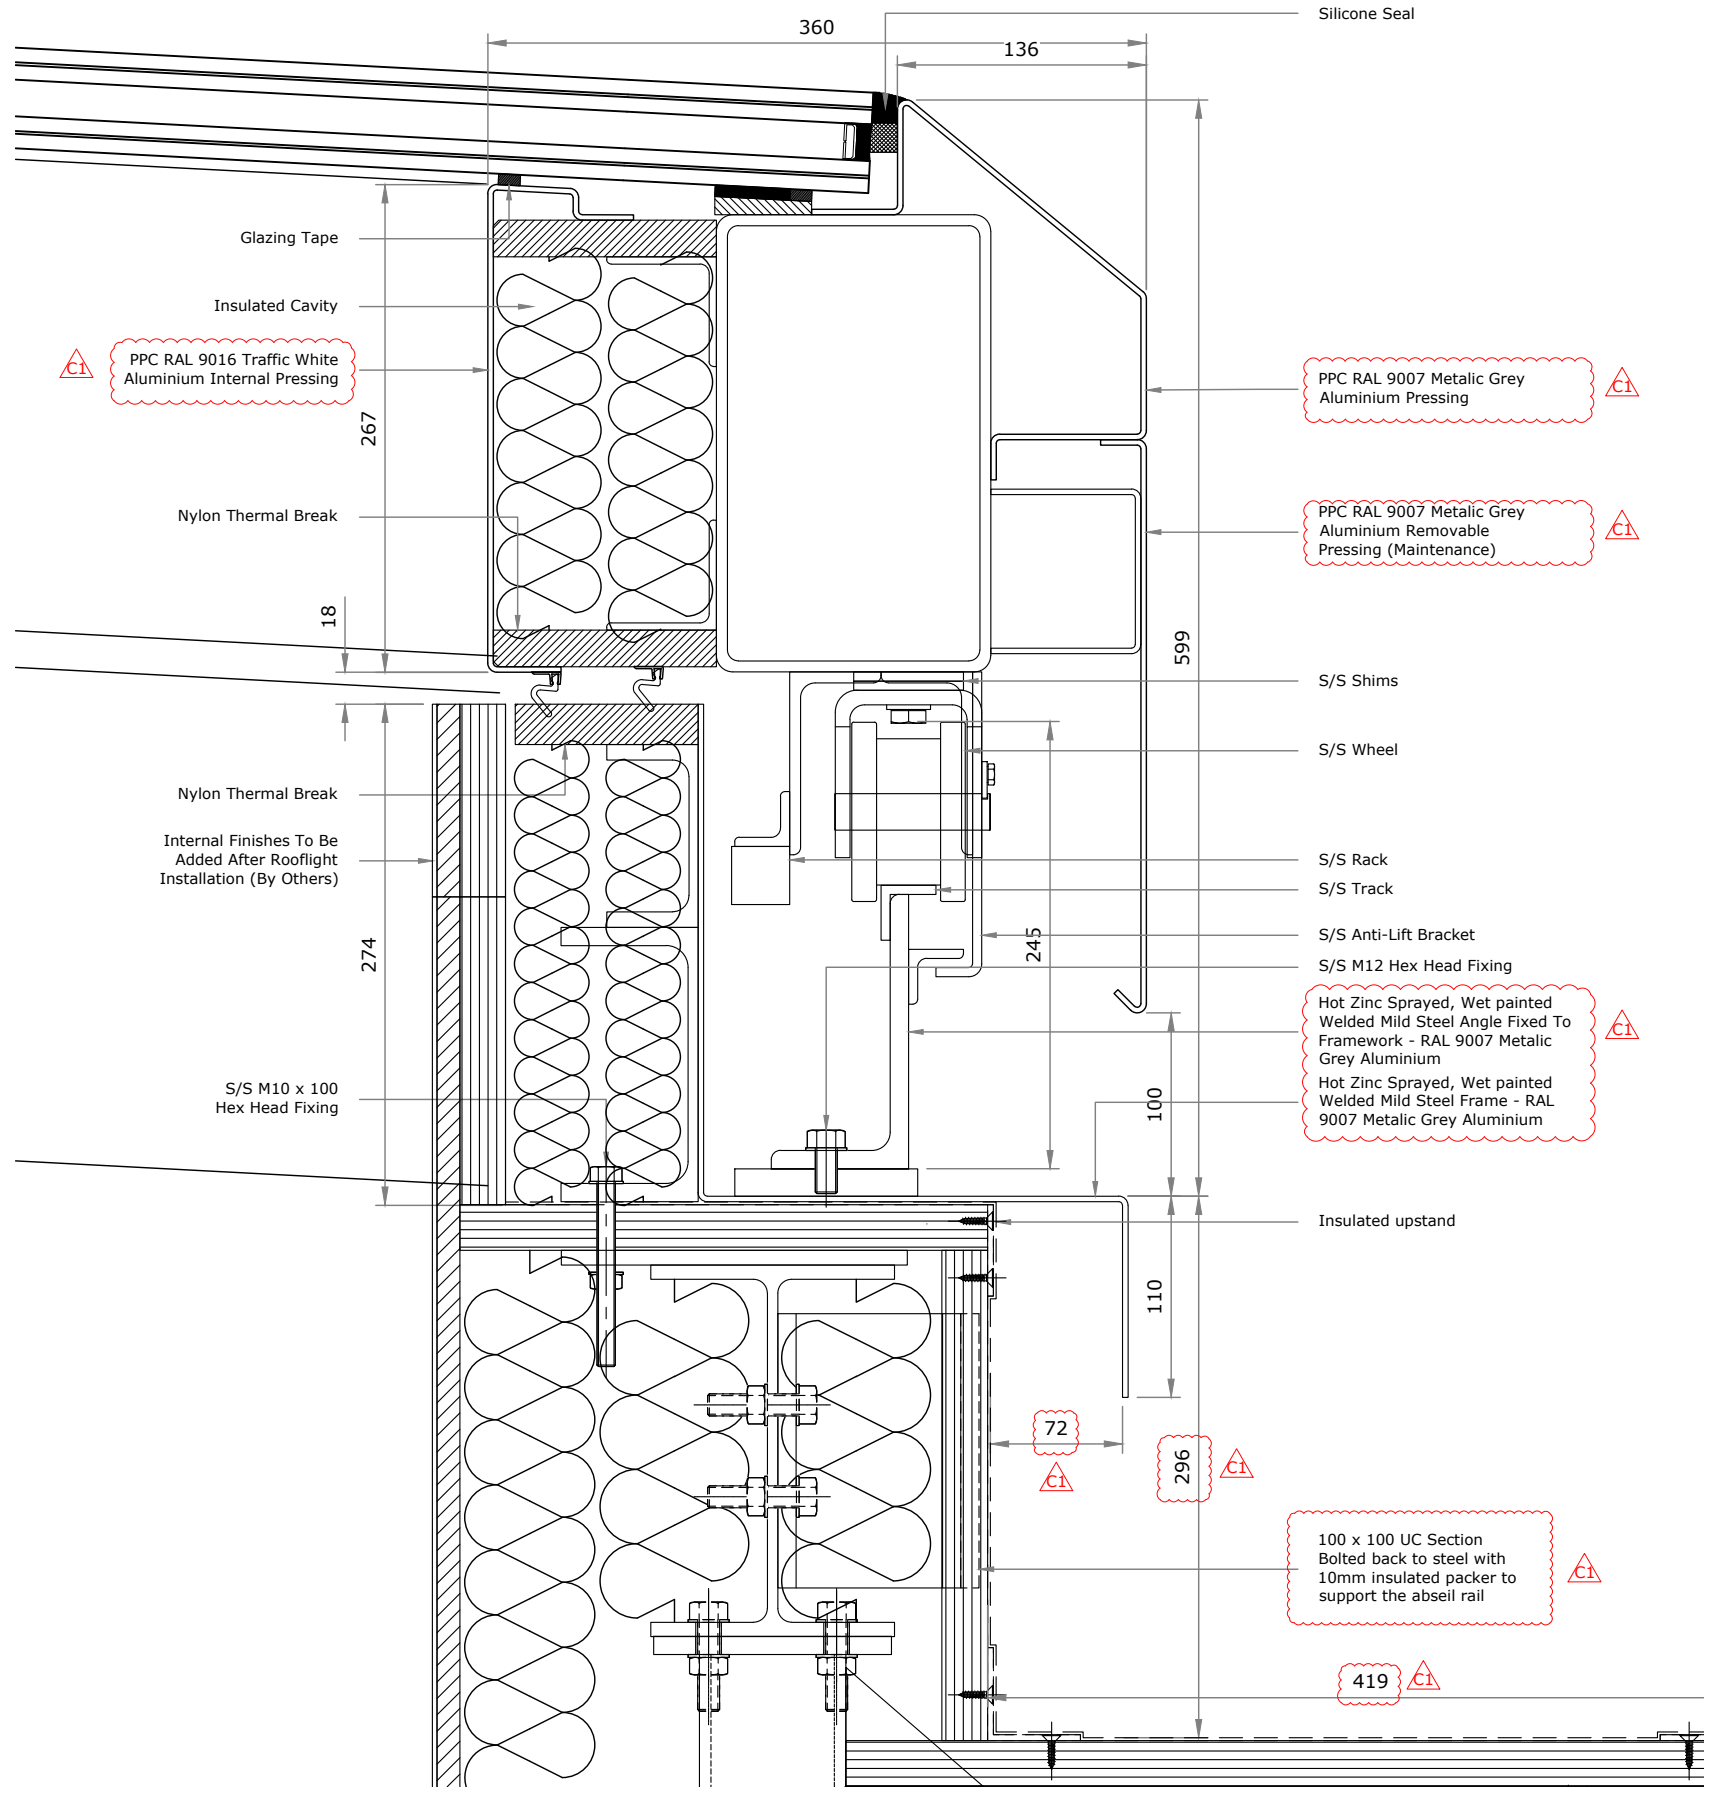 Silicone Seal
360
136
Glazing Tape
Insulated Cavity
C1
PPC RAL 9016 Traffic White
Aluminium Internal Pressing
267
Nylon Thermal Break
18
PPC RAL 9007 Metalic Grey
Aluminium Pressing
C1
PPC RAL 9007 Metalic Grey
Aluminium Removable
Pressing (Maintenance)
C1
599
S/S Shims
S/S Wheel
Nylon Thermal Break
Internal Finishes To Be
Added After Rooflight
Installation (By Others)
274
S/S Rack
S/S Track
S/S Anti-Lift Bracket
245
S/S M12 Hex Head Fixing
Hot Zinc Sprayed, Wet painted
Welded Mild Steel Angle Fixed To
Framework - RAL 9007 Metalic
Grey Aluminium
C1
Hot Zinc Sprayed, Wet painted
Welded Mild Steel Frame - RAL
9007 Metalic Grey Aluminium
S/S M10 x 100
Hex Head Fixing
100
Insulated upstand
110
72
C1
296
C1
100 x 100 UC Section
Bolted back to steel with
10mm insulated packer to
support the abseil rail
C1
419
C1